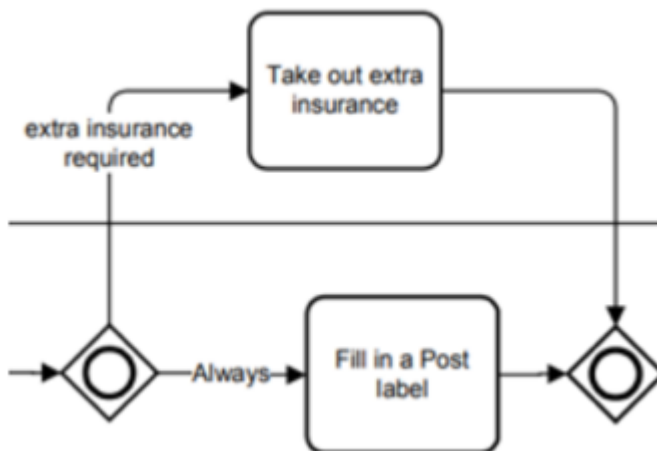 Take out extra
insurance
extra insurance
required
Always
Fill in a Post
label